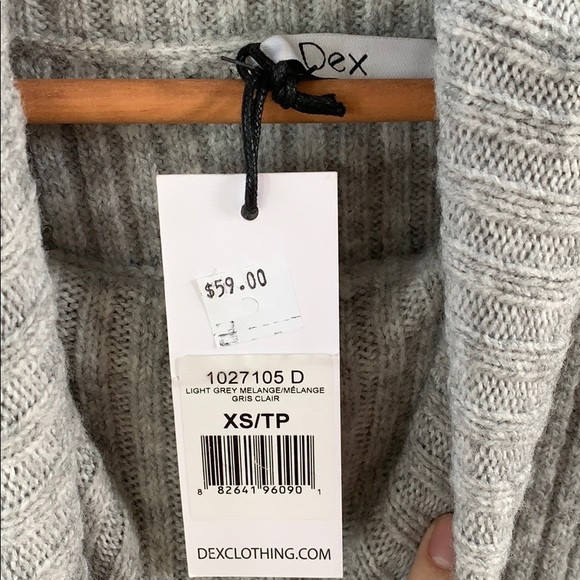 Dex
$59.00
1027105 D
LIGHT GREY MELANGE/MÉLANGE
GRIS CLAIR
XS/TP
8 82641 96090 1
DEXCLOTHING.COM